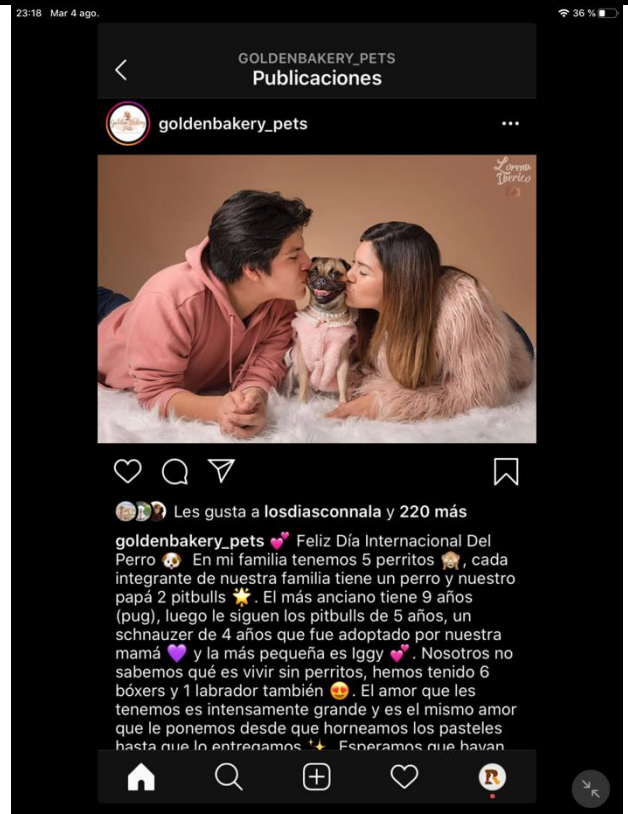 23:18 Mar 4 ago.
36 %
GOLDENBAKERY_PETS
Publicaciones
goldenbakery_pets
Lorena
Iberico
Les gusta a losdiasconnala y 220 más
goldenbakery_pets 💕 Feliz Día Internacional Del
Perro 🐶 En mi familia tenemos 5 perritos 🙈, cada
integrante de nuestra familia tiene un perro y nuestro
papá 2 pitbulls 🌟. El más anciano tiene 9 años
(pug), luego le siguen los pitbulls de 5 años, un
schnauzer de 4 años que fue adoptado por nuestra
mamá 💜 y la más pequeña es Iggy 💕. Nosotros no
sabemos qué es vivir sin perritos, hemos tenido 6
bóxers y 1 labrador también 😍. El amor que les
tenemos es intensamente grande y es el mismo amor
que le ponemos desde que horneamos los pasteles
hasta que lo entregamos ✨ Esperamos que hayan